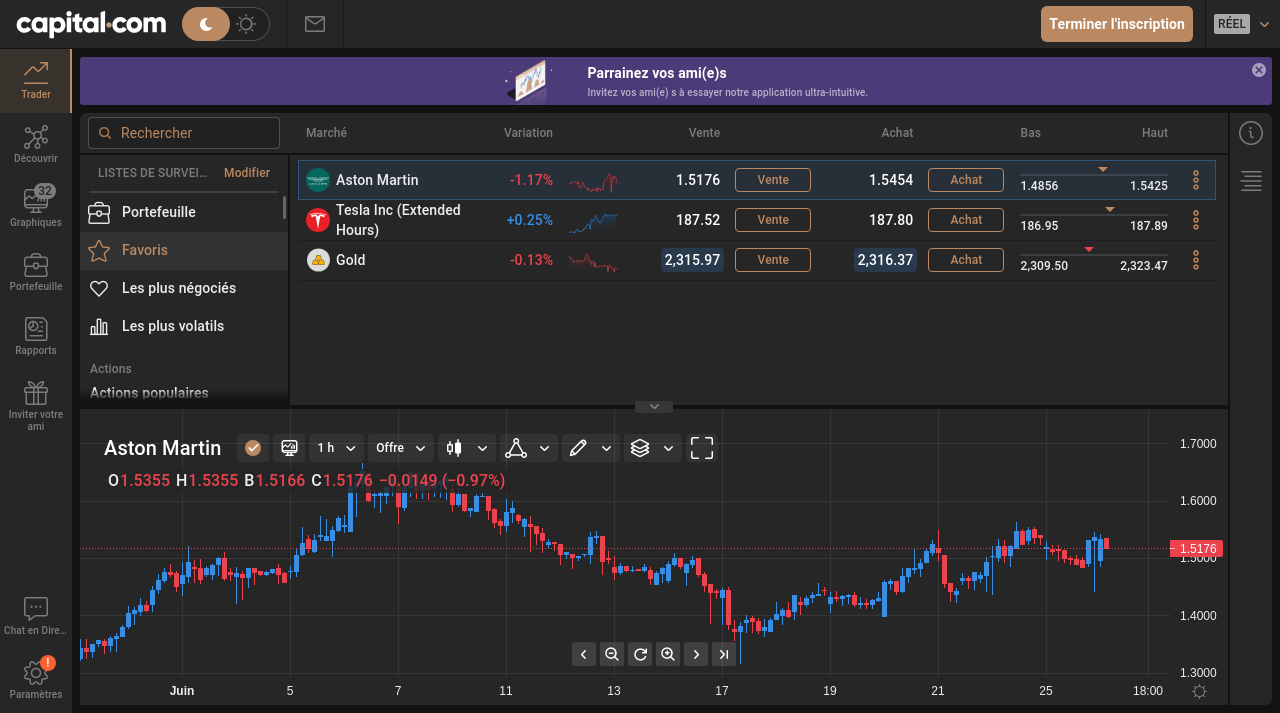 capital.com
Terminer l'inscription
RÉEL
Trader
Découvrir
32
Graphiques
Portefeuille
Rapports
Inviter votre
ami
Chat en Dire...
!
Paramètres
Parrainez vos ami(e)s
Invitez vos ami(e) s à essayer notre application ultra-intuitive.
Rechercher
LISTES DE SURVEI... Modifier
Portefeuille
Favoris
Les plus négociés
Les plus volatils
Actions
Actions populaires
Marché Variation Vente Achat Bas Haut
Aston Martin -1.17% 1.5176 Vente 1.5454 Achat 1.4856 1.5425
Tesla Inc (Extended
Hours) +0.25% 187.52 Vente 187.80 Achat 186.95 187.89
Gold -0.13% 2,315.97 Vente 2,316.37 Achat 2,309.50 2,323.47
Aston Martin 1 h Offre
O1.5355 H1.5355 B1.5166 C1.5176 −0.0149 (−0.97%)
1.7000
1.6000
1.5176
1.5000
1.4000
1.3000
Juin 5 7 11 13 17 19 21 25 18:00